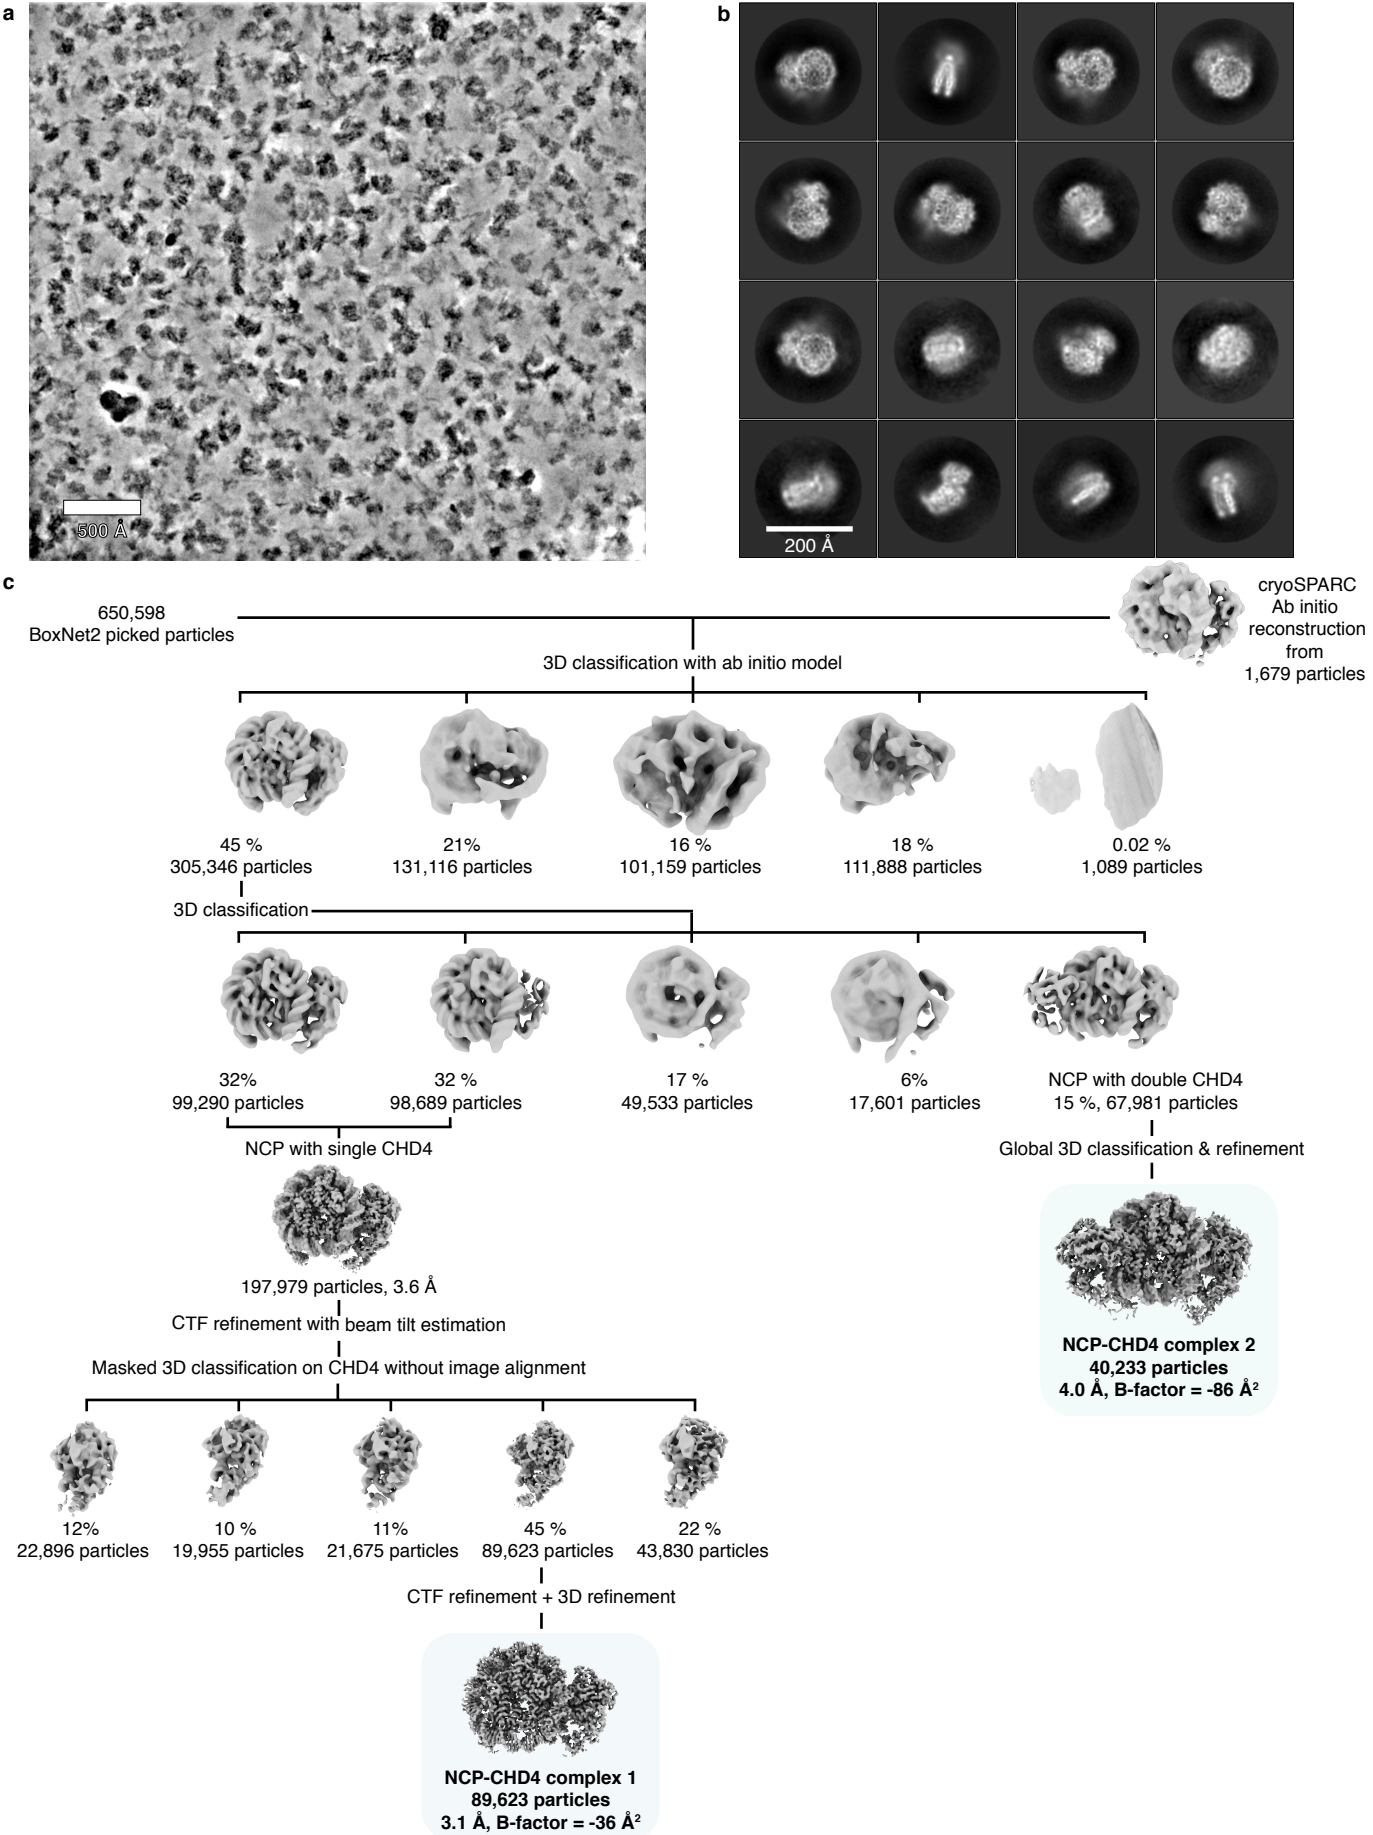 a
500 Å
b
200 Å
c
650,598
BoxNet2 picked particles
cryoSPARC
Ab initio
reconstruction
from
1,679 particles
3D classification with ab initio model
45 %
305,346 particles
21%
131,116 particles
16 %
101,159 particles
18 %
111,888 particles
0.02 %
1,089 particles
3D classification
32%
99,290 particles
32 %
98,689 particles
17 %
49,533 particles
6%
17,601 particles
NCP with double CHD4
15 %, 67,981 particles
NCP with single CHD4
Global 3D classification & refinement
197,979 particles, 3.6 Å
CTF refinement with beam tilt estimation
Masked 3D classification on CHD4 without image alignment
NCP-CHD4 complex 2
40,233 particles
4.0 Å, B-factor = -86 Å²
12%
22,896 particles
10 %
19,955 particles
11%
21,675 particles
45 %
89,623 particles
22 %
43,830 particles
CTF refinement + 3D refinement
NCP-CHD4 complex 1
89,623 particles
3.1 Å, B-factor = -36 Å²